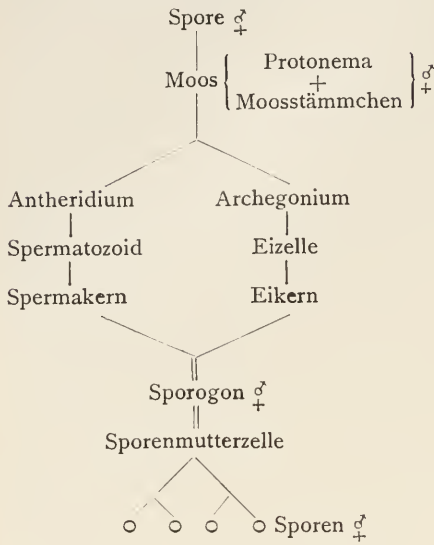 Spore ⚥
Moos { Protonema + Moosstämmchen } ⚥
Antheridium Archegonium
Spermatozoid Eizelle
Spermakern Eikern
Sporogon ⚥
Sporenmutterzelle
Sporen ⚥